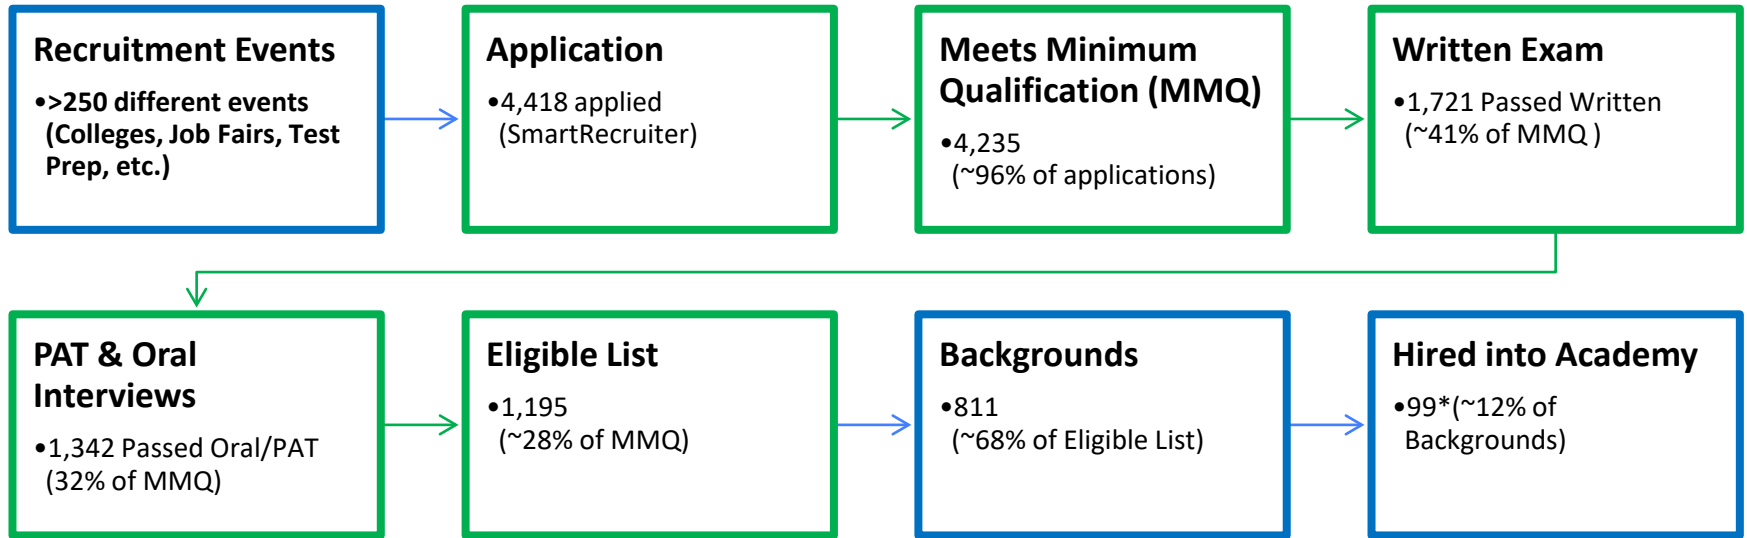 Recruitment Events
•>250 different events
(Colleges, Job Fairs, Test
Prep, etc.)
Application
•4,418 applied
(SmartRecruiter)
Meets Minimum
Qualification (MMQ)
•4,235
(~96% of applications)
Written Exam
•1,721 Passed Written
(~41% of MMQ )
PAT & Oral
Interviews
•1,342 Passed Oral/PAT
(32% of MMQ)
Eligible List
•1,195
(~28% of MMQ)
Backgrounds
•811
(~68% of Eligible List)
Hired into Academy
•99*(~12% of
Backgrounds)